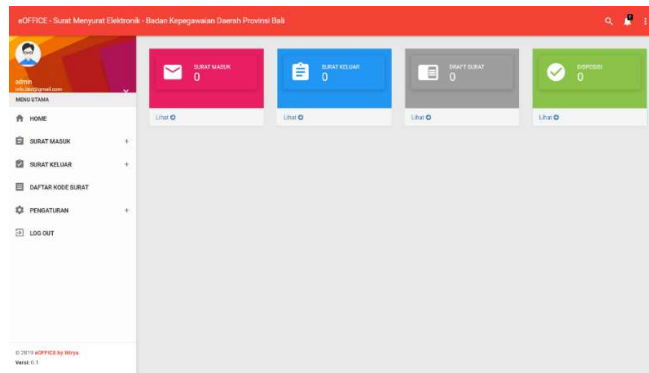 eOFFICE - Surat Menyurat Elektronik - Badan Kepegawaian Daerah Provinsi Bali
admin
MENU UTAMA
HOME
SURAT MASUK +
SURAT KELUAR +
DAFTAR KODE SURAT
PENGATURAN +
LOG OUT
SURAT MASUK
0
Lihat
SURAT KELUAR
0
Lihat
DRAFT SURAT
0
Lihat
DISPOSISI
0
Lihat
© 2019 eOFFICE by
Versi